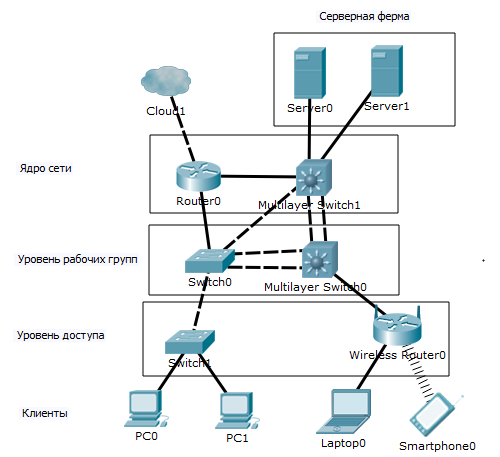 Серверная ферма
Server0
Server1
Cloud1
Ядро сети
Router0
Multilayer Switch1
Уровень рабочих групп
Switch0
Multilayer Switch0
Уровень доступа
Switch1
Wireless Router0
Клиенты
PC0
PC1
Laptop0
Smartphone0